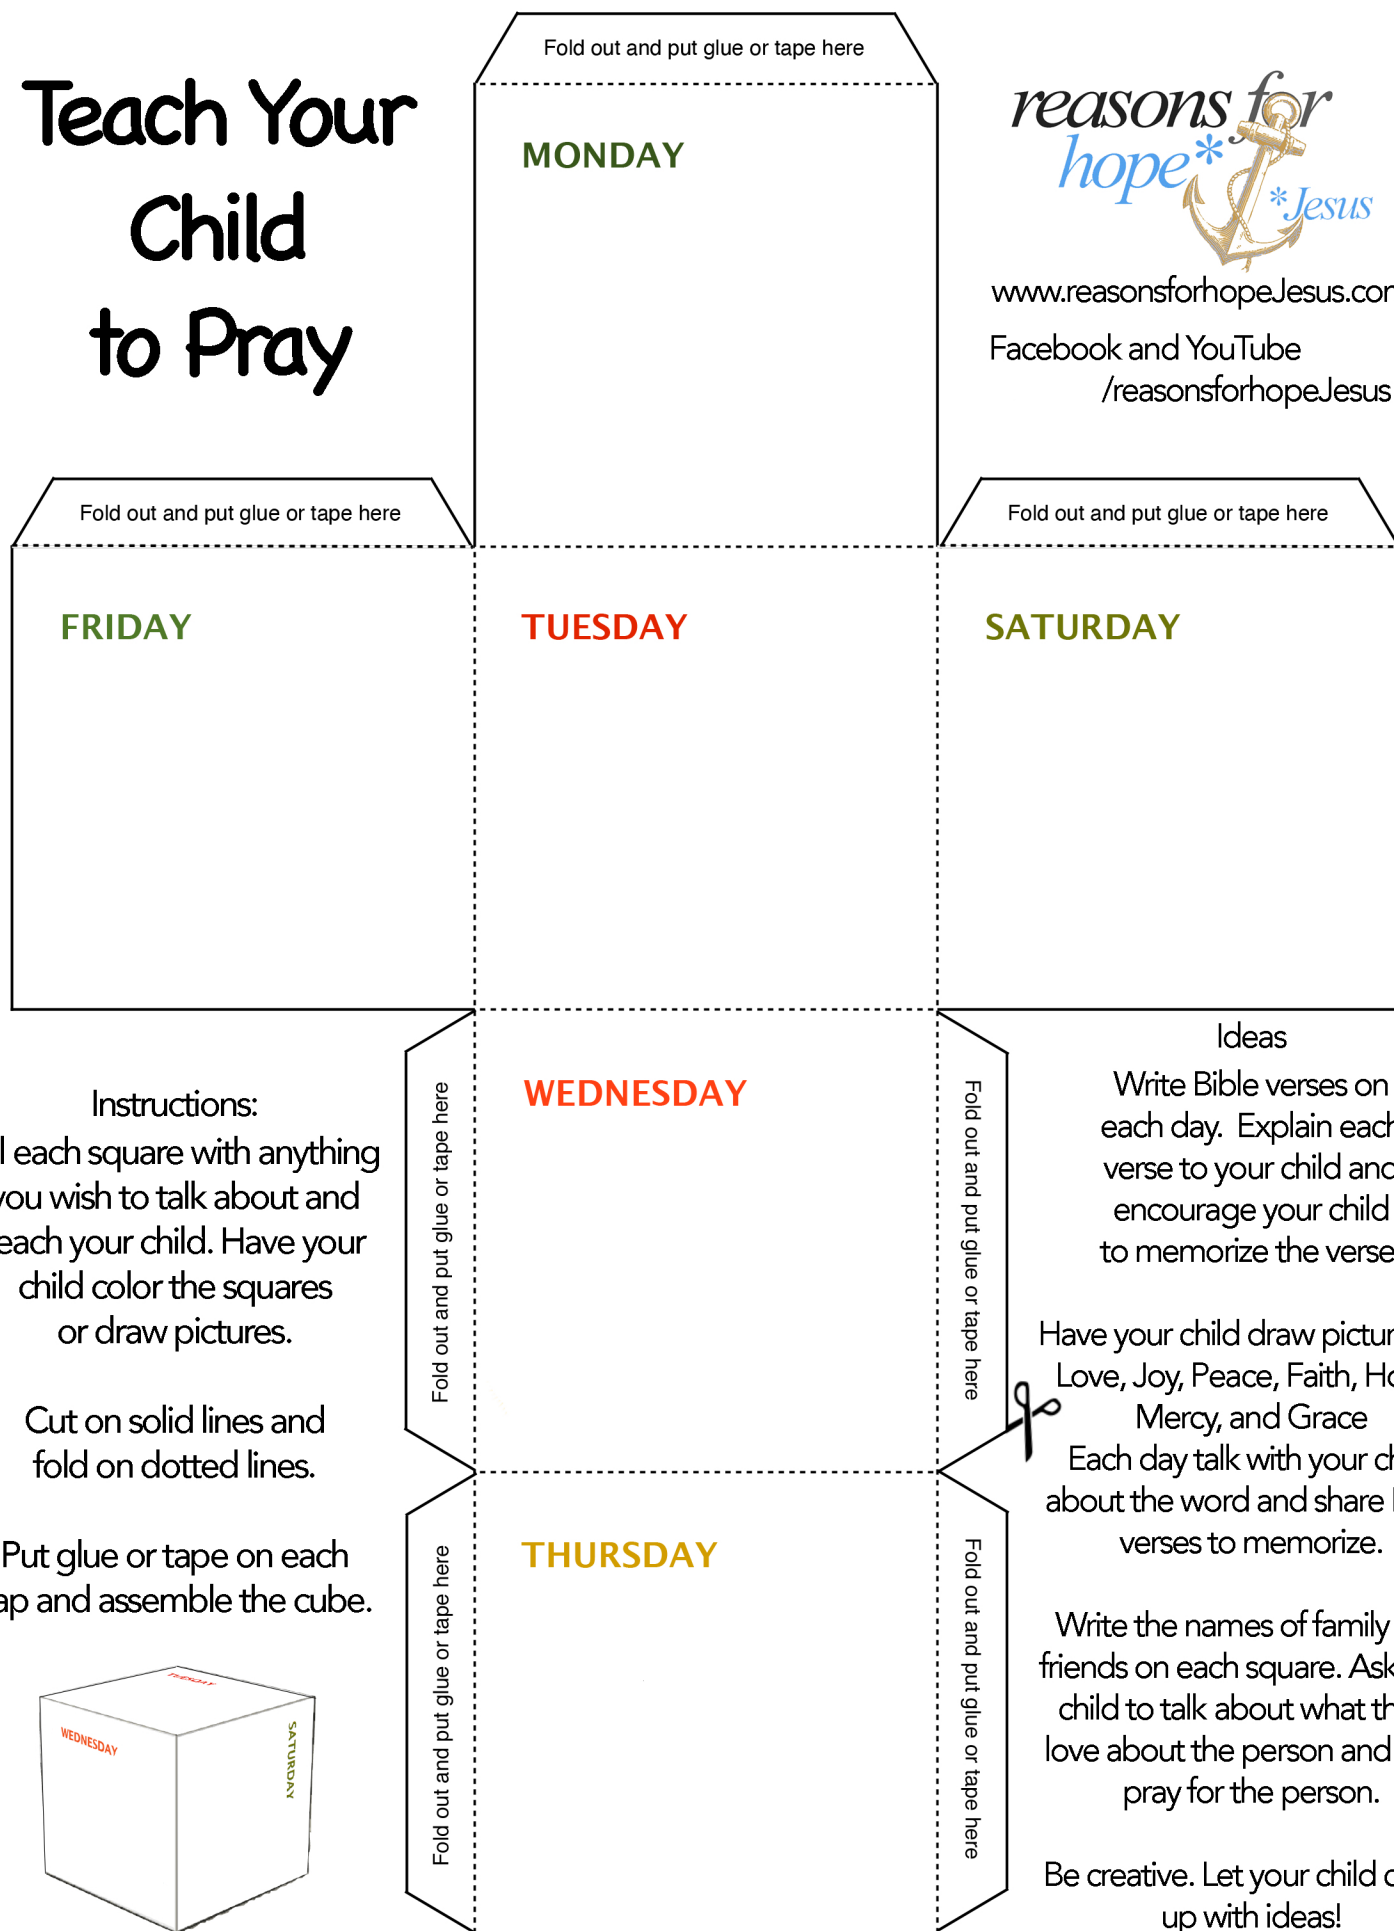 Teach Your
Child
to Pray
Fold out and put glue or tape here
MONDAY
reasons for
hope*
*Jesus
www.reasonsforhopeJesus.com
Facebook and YouTube
/reasonsforhopeJesus
Fold out and put glue or tape here
Fold out and put glue or tape here
FRIDAY
TUESDAY
SATURDAY
Instructions:
each square with anything
you wish to talk about and
each your child. Have your
child color the squares
or draw pictures.
Cut on solid lines and
fold on dotted lines.
Put glue or tape on each
ap and assemble the cube.
TUESDAY
WEDNESDAY
SATURDAY
Fold out and put glue or tape here
WEDNESDAY
Fold out and put glue or tape here
Fold out and put glue or tape here
THURSDAY
Fold out and put glue or tape here
Ideas
Write Bible verses on
each day. Explain each
verse to your child and
encourage your child
to memorize the verse
Have your child draw pictur
Love, Joy, Peace, Faith, Ho
Mercy, and Grace
Each day talk with your ch
about the word and share
verses to memorize.
Write the names of family
friends on each square. Ask
child to talk about what th
love about the person and
pray for the person.
Be creative. Let your child
up with ideas!